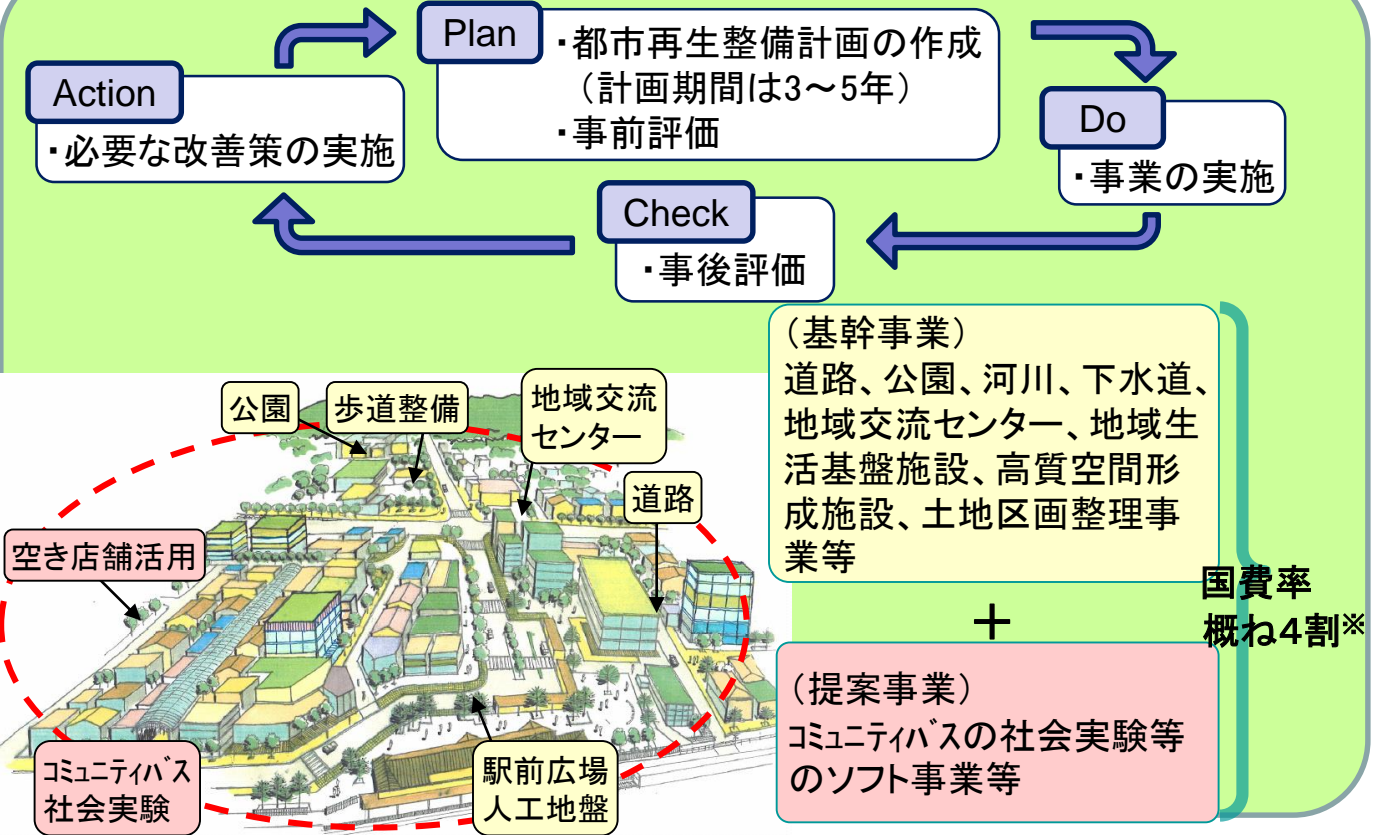 Plan
・都市再生整備計画の作成
（計画期間は3～5年）
・事前評価
Action
・必要な改善策の実施
Do
・事業の実施
Check
・事後評価
（基幹事業）
道路、公園、河川、下水道、
地域交流センター、地域生
活基盤施設、高質空間形
成施設、土地区画整理事
業等
＋
（提案事業）
ｺﾐｭﾆﾃｨﾊﾞｽの社会実験等
のソフト事業等
国費率
概ね4割※
公園
歩道整備
地域交流
センター
道路
空き店舗活用
ｺﾐｭﾆﾃｨﾊﾞｽ
社会実験
駅前広場
人工地盤